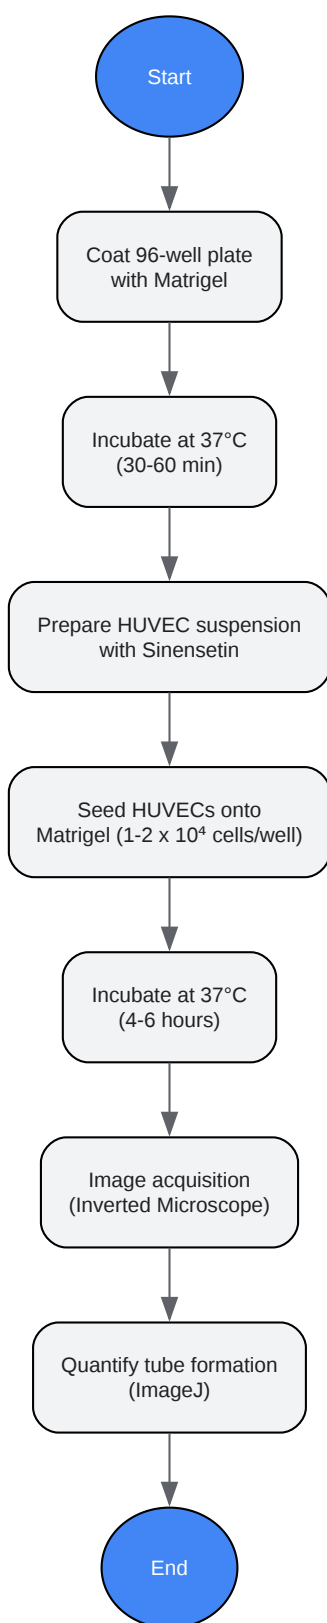 Start
Coat 96-well plate
with Matrigel
Incubate at 37°C
(30-60 min)
Prepare HUVEC suspension
with Sinensetin
Seed HUVECs onto
Matrigel (1-2 x 10⁴ cells/well)
Incubate at 37°C
(4-6 hours)
Image acquisition
(Inverted Microscope)
Quantify tube formation
(ImageJ)
End